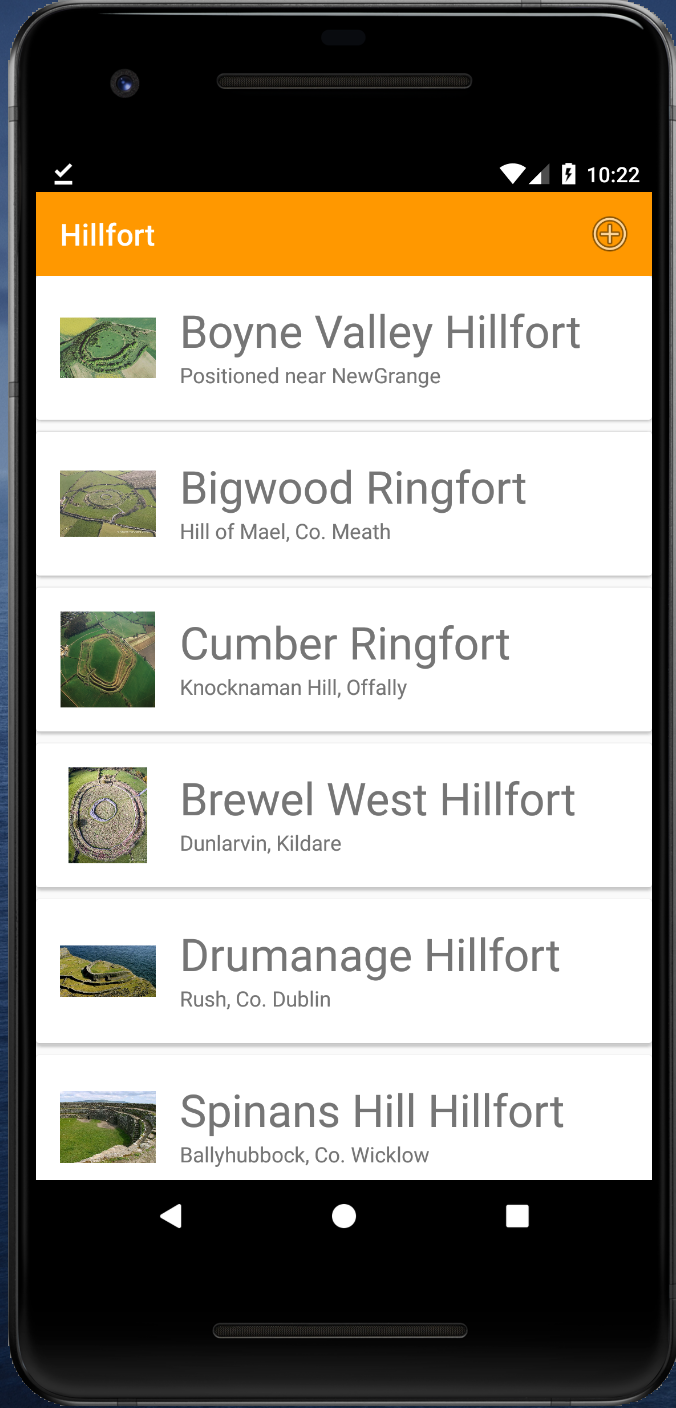 10:22
Hillfort
Boyne Valley Hillfort
Positioned near NewGrange
Bigwood Ringfort
Hill of Mael, Co. Meath
Cumber Ringfort
Knocknaman Hill, Offally
Brewel West Hillfort
Dunlarvin, Kildare
Drumanage Hillfort
Rush, Co. Dublin
Spinans Hill Hillfort
Ballyhubbock, Co. Wicklow